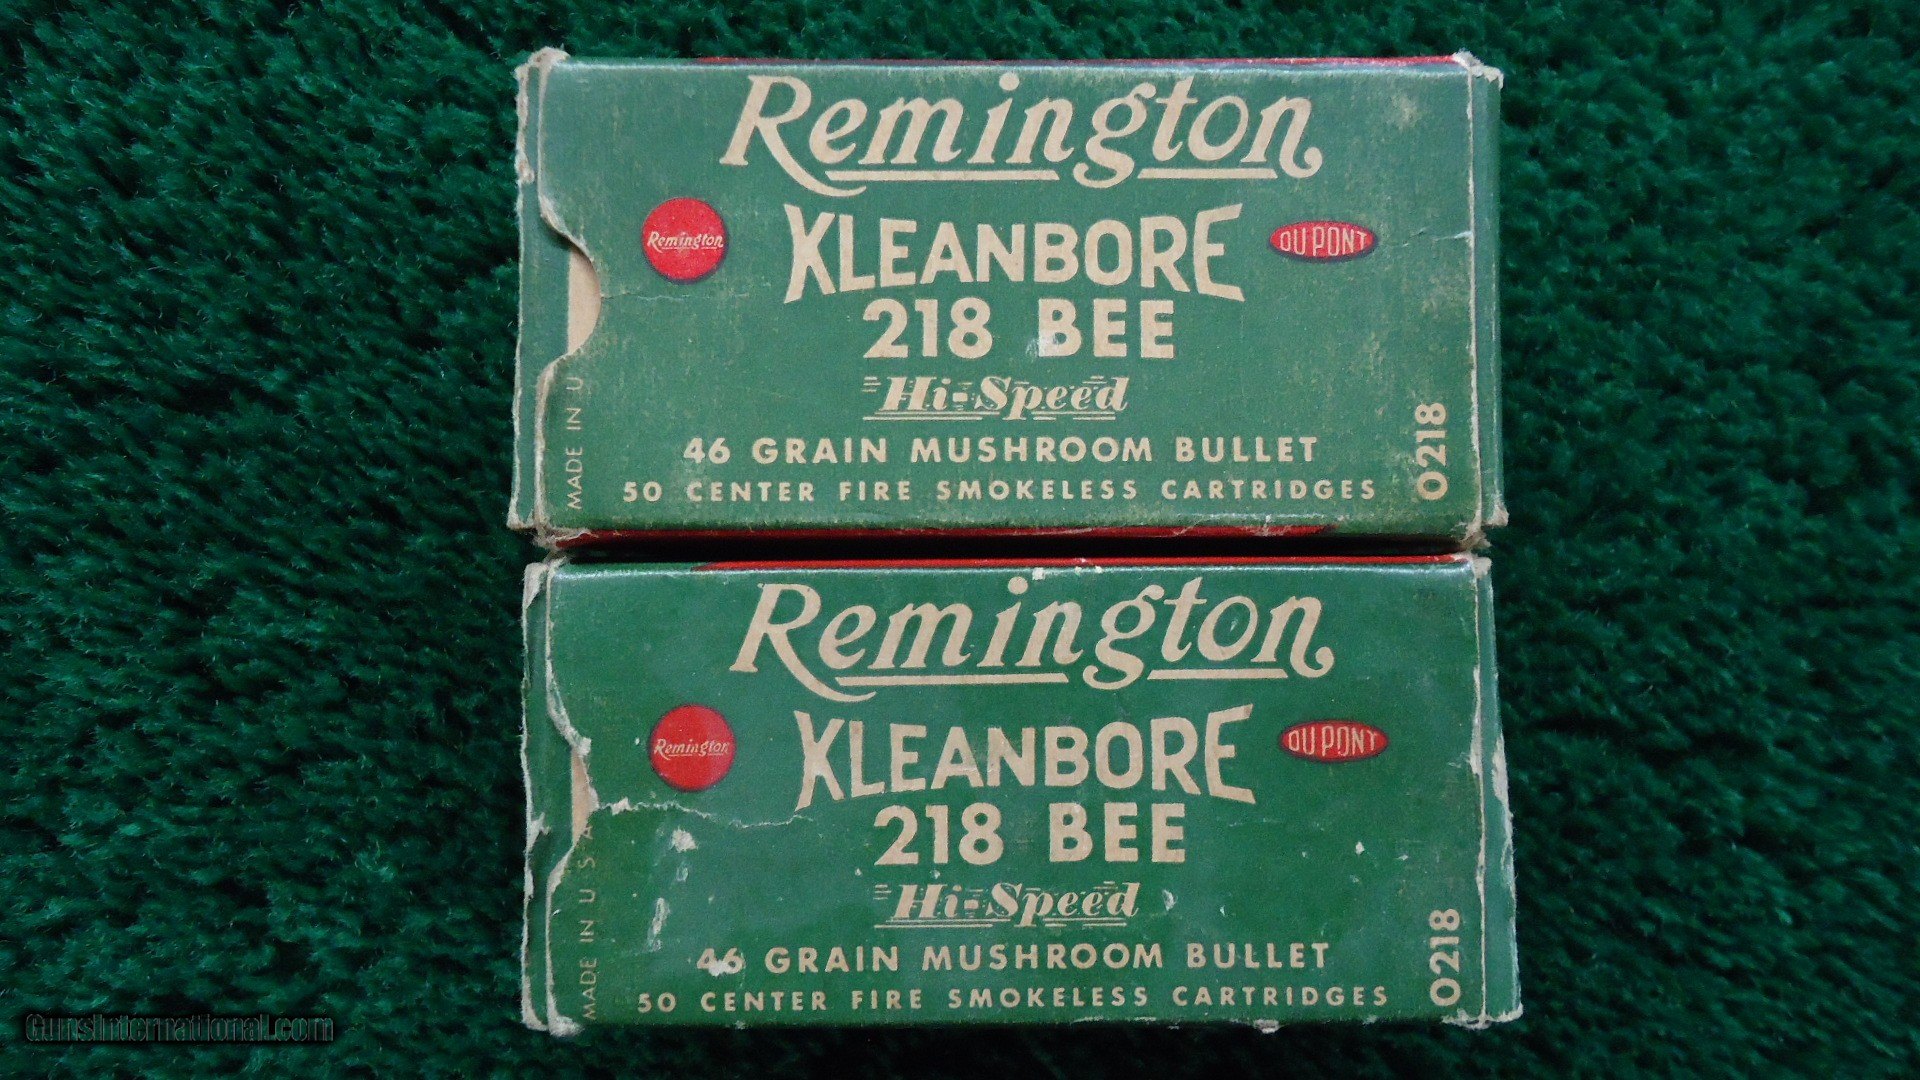 Remington
Remington
KLEANBORE
DU PONT
218 BEE
Hi-Speed
46 GRAIN MUSHROOM BULLET
50 CENTER FIRE SMOKELESS CARTRIDGES
MADE IN U
0218
Remington
Remington
KLEANBORE
DU PONT
218 BEE
Hi-Speed
46 GRAIN MUSHROOM BULLET
50 CENTER FIRE SMOKELESS CARTRIDGES
MADE IN U.S.A
0218
GunsInternational.com